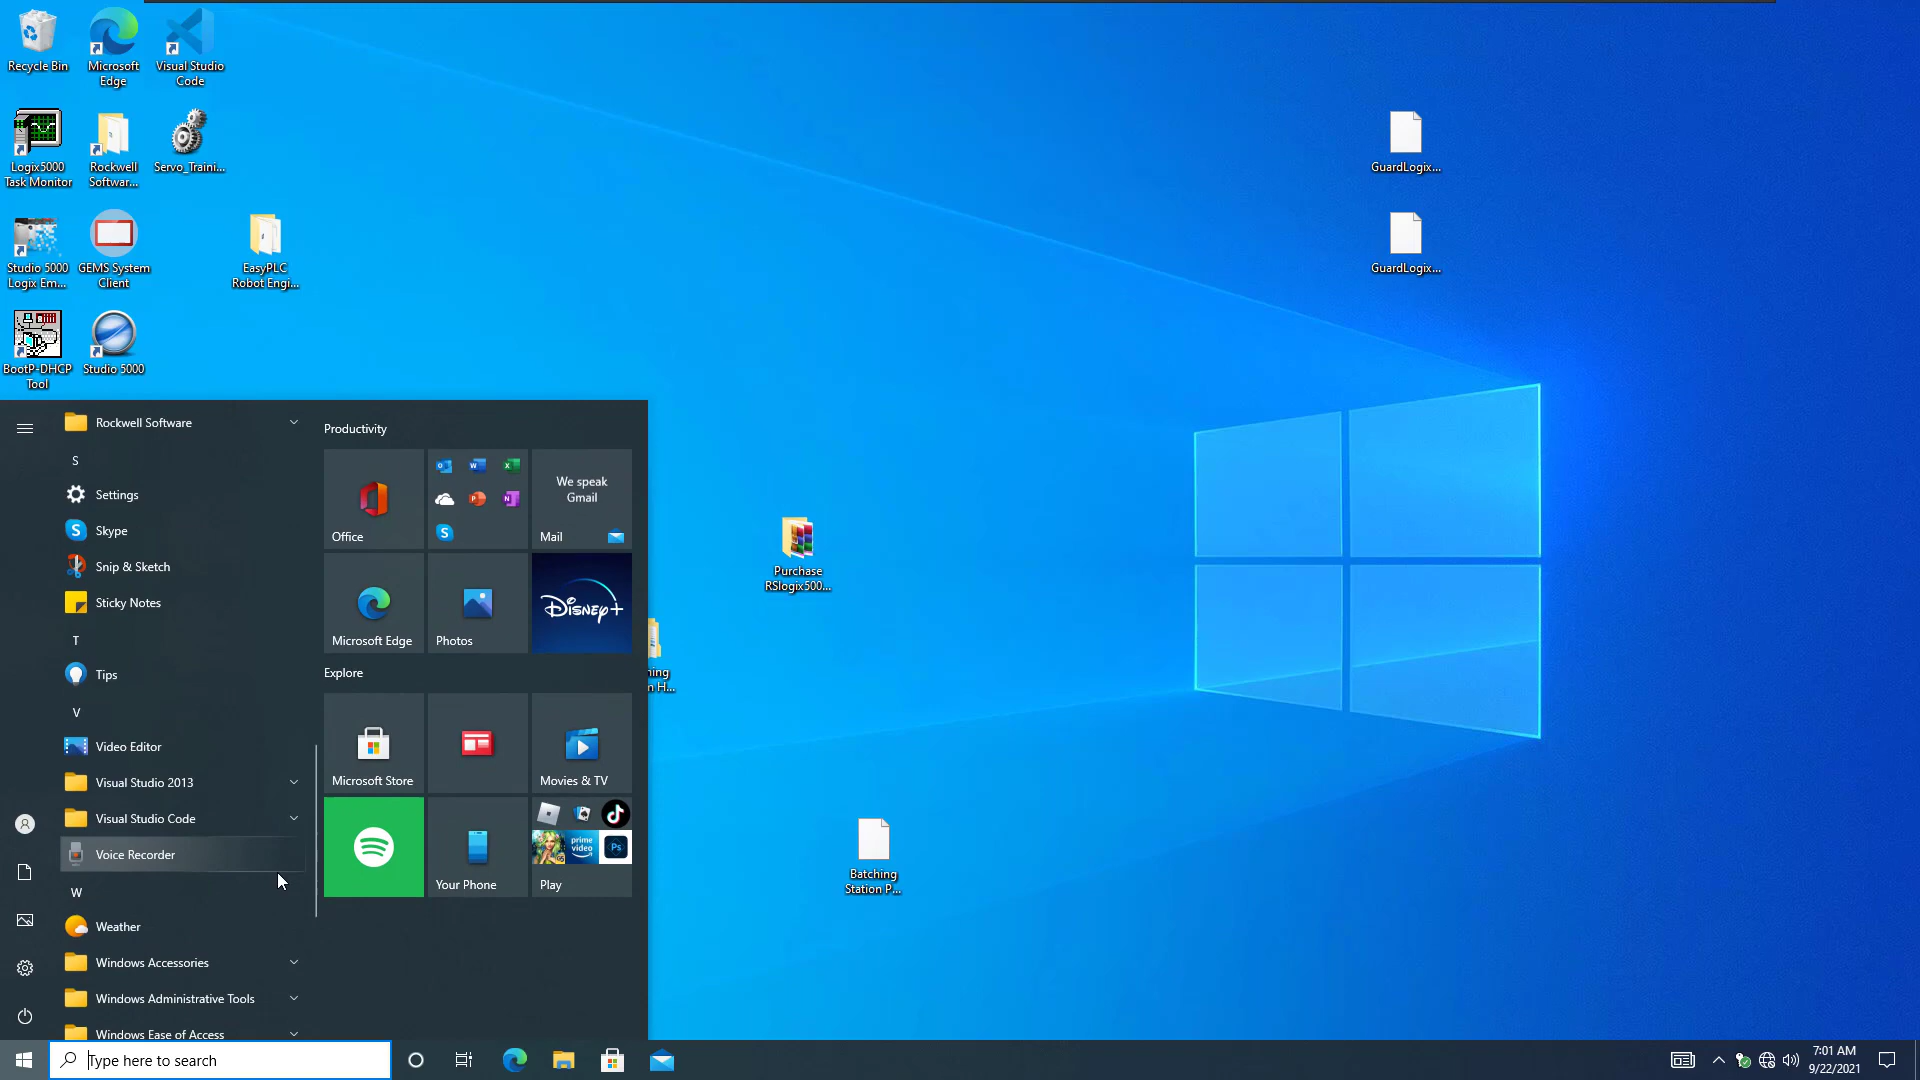 Recycle Bin
Microsoft
Edge
Visual Studio
Code
Logix5000
Task Monitor
Rockwell
Softwar...
Servo_Traini...
Studio 5000
Logix Em...
GEMS System
Client
EasyPLC
Robot Engi...
BootP-DHCP
Tool
Studio 5000
GuardLogix...
GuardLogix...
Purchase
RSlogix500...
ning
m H...
Batching
Station P...
Rockwell Software
S
Settings
Skype
Snip & Sketch
Sticky Notes
T
Tips
V
Video Editor
Visual Studio 2013
Visual Studio Code
Voice Recorder
W
Weather
Windows Accessories
Windows Administrative Tools
Windows Ease of Access
Productivity
Office
We speak
Gmail
Mail
Microsoft Edge
Photos
Disney+
Explore
Microsoft Store
Movies & TV
Your Phone
prime
video
Ps
Play
Type here to search
7:01 AM
9/22/2021